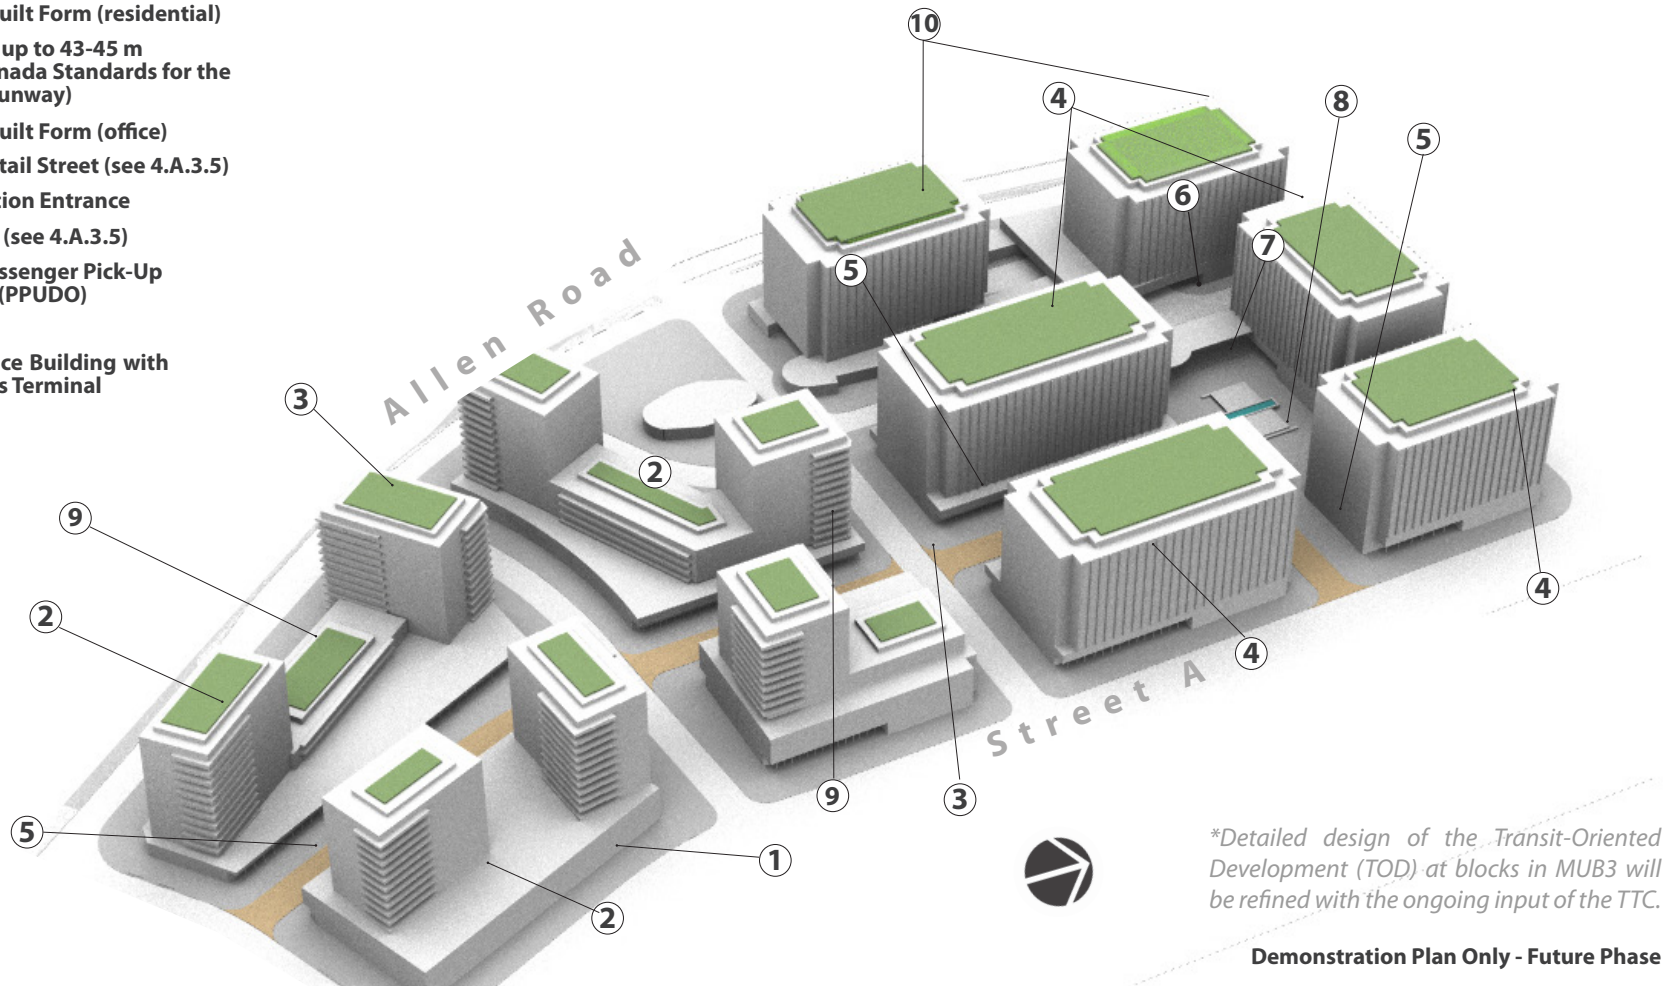 uilt Form (residential)
up to 43-45 m
nada Standards for the
unway)
uilt Form (office)
tail Street (see 4.A.3.5)
tion Entrance
(see 4.A.3.5)
ssenger Pick-Up
(PPUDO)
ce Building with
s Terminal
10
4
8
5
6
7
5
Allen Road
3
2
9
2
4
4
Street A
9
3
5
1
2
*Detailed design of the Transit-Oriented
Development (TOD) at blocks in MUB3 will
be refined with the ongoing input of the TTC.
Demonstration Plan Only - Future Phase